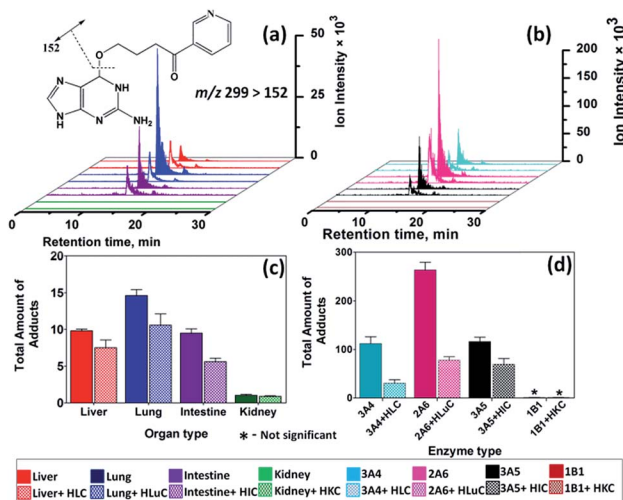 (a)
152
O
N
O
m/z 299 > 152
N
N
NH
N
H
N
NH2
Ion Intensity × 10³
50
25
0
0 10 20 30
Retention time, min
(b)
Ion Intensity × 10³
200
150
100
50
0
0 10 20 30
Retention time, min
(c)
Total Amount of Adducts
20
15
10
5
0
Liver Lung Intestine Kidney
Organ type
* - Not significant
(d)
Total Amount of Adducts
300
200
100
0
* *
3A4 3A4+HLC 2A6 2A6+HLuC 3A5 3A5+HIC 1B1 1B1+HKC
Enzyme type
Liver Lung Intestine Kidney 3A4 2A6 3A5 1B1
Liver+ HLC Lung+ HLuC Intestine+ HIC Kidney+ HKC 3A4+ HLC 2A6+ HLuC 3A5+ HIC 1B1+ HKC